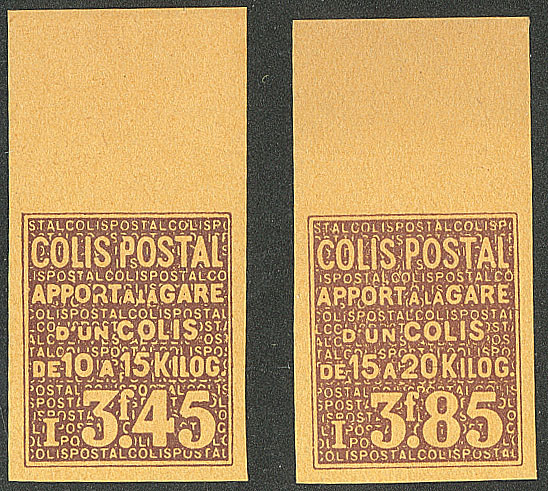 COLIS POSTAL
APPORT À LA GARE
D'UN COLIS
DE 10 À 15 KILOG.
I 3f.45
COLIS POSTAL
APPORT À LA GARE
D'UN COLIS
DE 15 À 20 KILOG.
I 3f.85